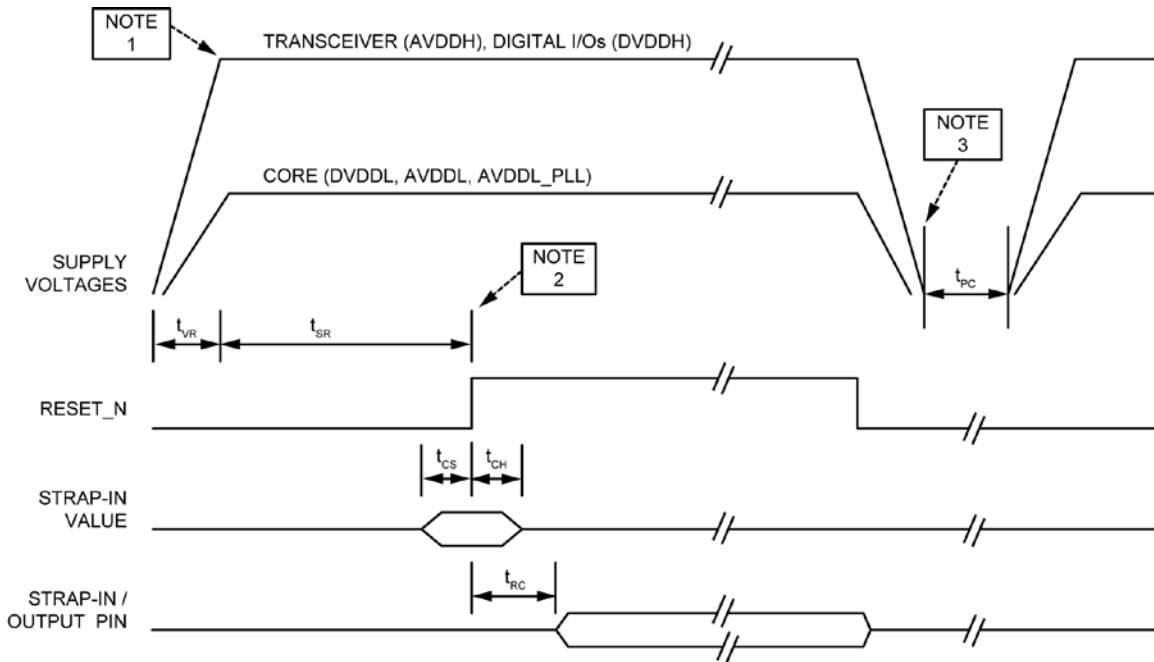 NOTE
1
TRANSCEIVER (AVDDH), DIGITAL I/Os (DVDDH)
NOTE
3
CORE (DVDDL, AVDDL, AVDDL_PLL)
NOTE
2
SUPPLY
VOLTAGES
tPC
tVR
tSR
RESET_N
tCS
tCH
STRAP-IN
VALUE
tRC
STRAP-IN /
OUTPUT PIN